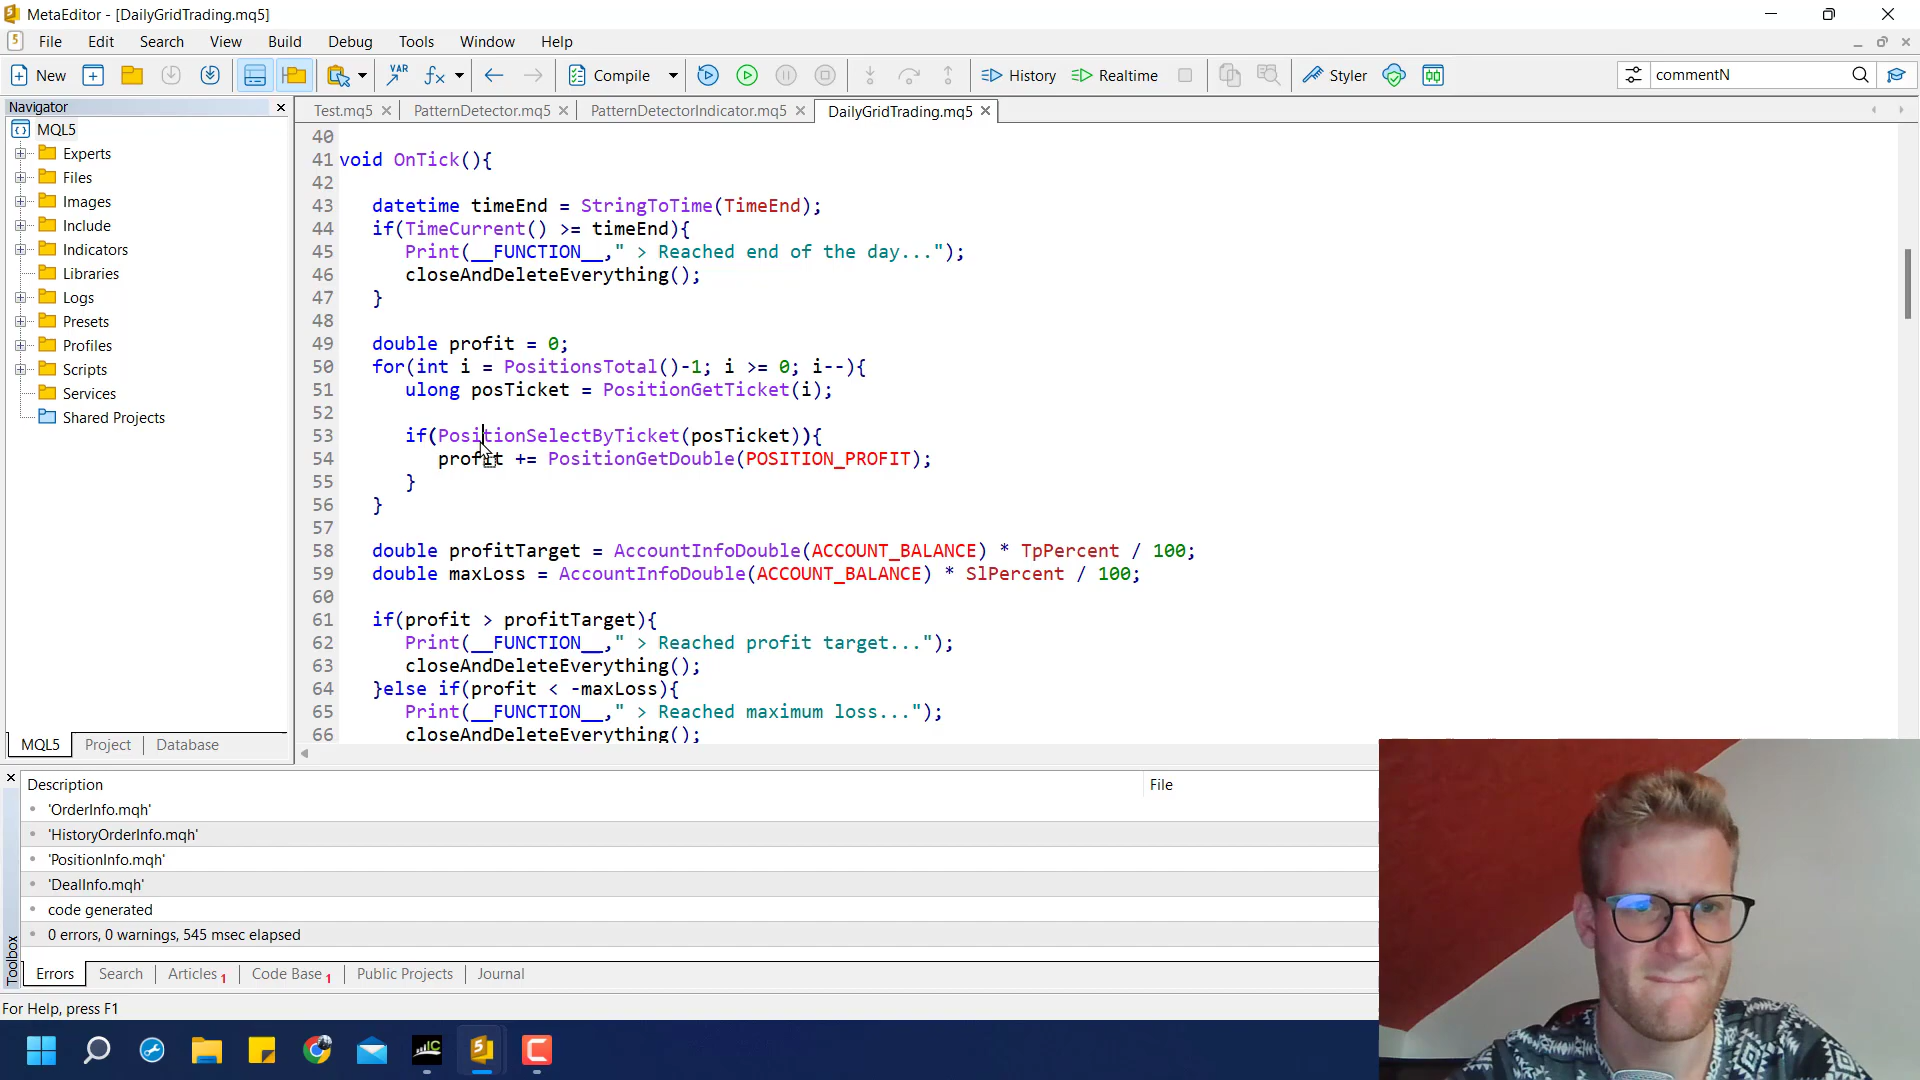 MetaEditor - [DailyGridTrading.mq5]
File Edit Search View Build Debug Tools Window Help
New VAR fx Compile History Realtime Styler commentN
Navigator
Test.mq5 PatternDetector.mq5 PatternDetectorIndicator.mq5 DailyGridTrading.mq5
MQL5
Experts
Files
Images
Include
Indicators
Libraries
Logs
Presets
Profiles
Scripts
Services
Shared Projects
MQL5 Project Database
40
41 void OnTick(){
42
43 datetime timeEnd = StringToTime(TimeEnd);
44 if(TimeCurrent() >= timeEnd){
45 Print(__FUNCTION__," > Reached end of the day...");
46 closeAndDeleteEverything();
47 }
48
49 double profit = 0;
50 for(int i = PositionsTotal()-1; i >= 0; i--){
51 ulong posTicket = PositionGetTicket(i);
52
53 if(PositionSelectByTicket(posTicket)){
54 profit += PositionGetDouble(POSITION_PROFIT);
55 }
56 }
57
58 double profitTarget = AccountInfoDouble(ACCOUNT_BALANCE) * TpPercent / 100;
59 double maxLoss = AccountInfoDouble(ACCOUNT_BALANCE) * SlPercent / 100;
60
61 if(profit > profitTarget){
62 Print(__FUNCTION__," > Reached profit target...");
63 closeAndDeleteEverything();
64 }else if(profit < -maxLoss){
65 Print(__FUNCTION__," > Reached maximum loss...");
66 closeAndDeleteEverything();
Description File
'OrderInfo.mqh'
'HistoryOrderInfo.mqh'
'PositionInfo.mqh'
'DealInfo.mqh'
code generated
0 errors, 0 warnings, 545 msec elapsed
Toolbox
Errors Search Articles 1 Code Base 1 Public Projects Journal
For Help, press F1
IC 5 C